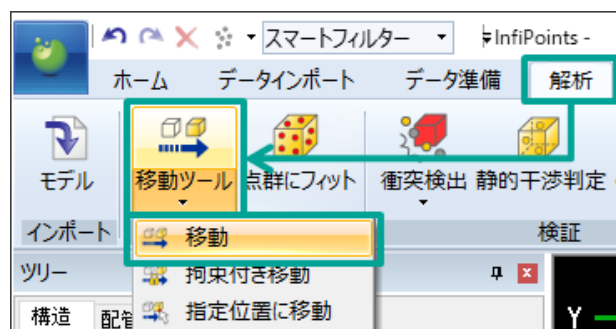 スマートフィルター
InfiPoints -
ホーム データインポート データ準備 解析
モデル 移動ツール 点群にフィット 衝突検出 静的干渉判定
インポート 移動 検証
ツリー 拘束付き移動
構造 指定位置に移動
Y